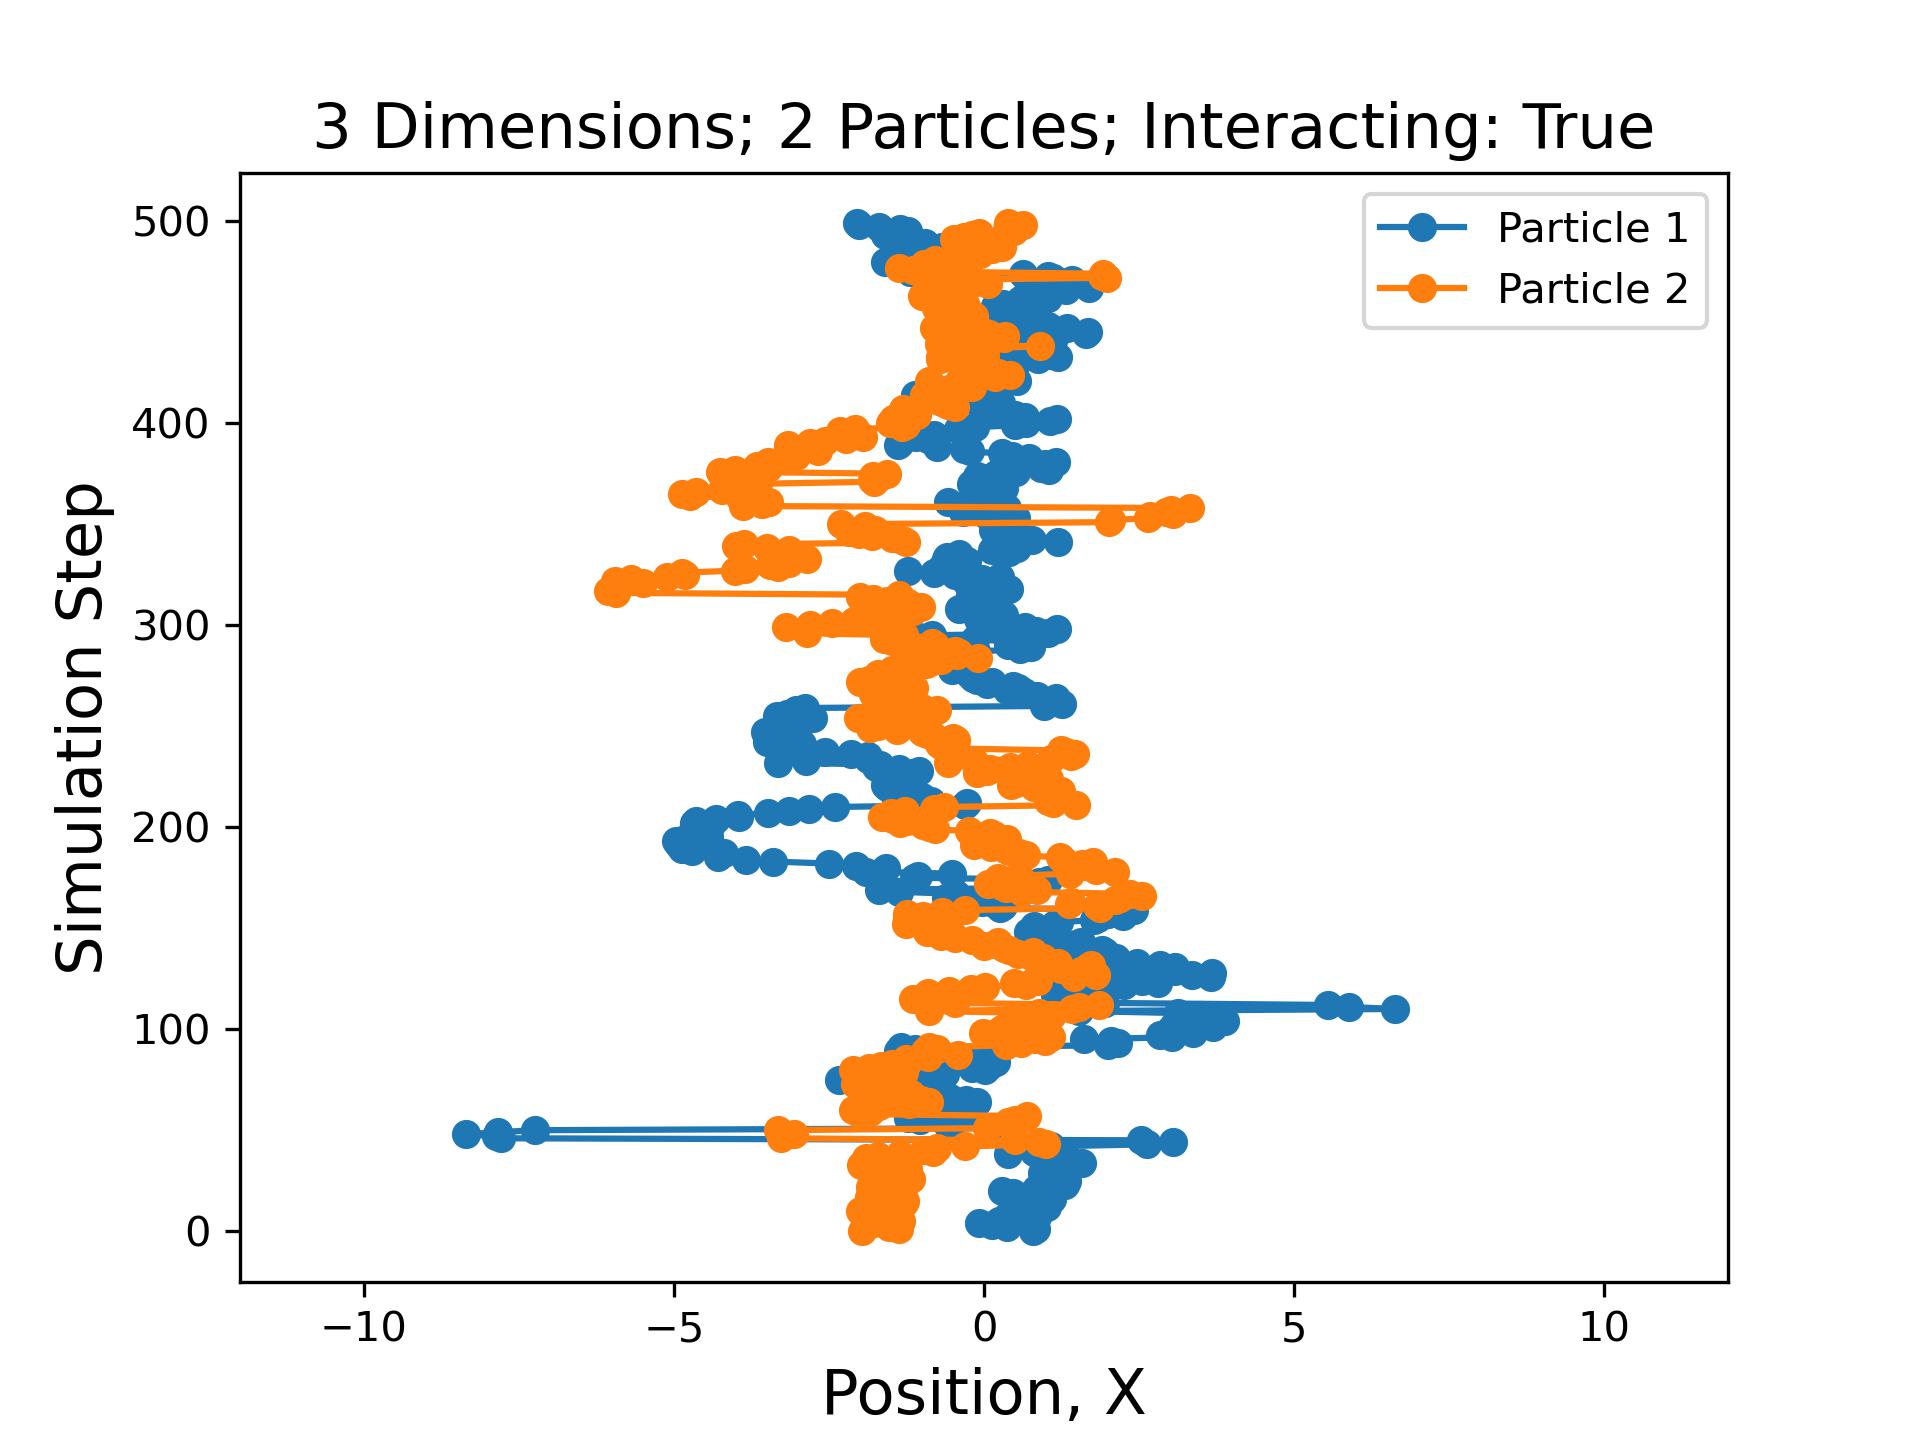 3 Dimensions; 2 Particles; Interacting: True
Particle 1
Particle 2
Simulation Step
500
400
300
200
100
0
−10
−5
0
5
10
Position, X